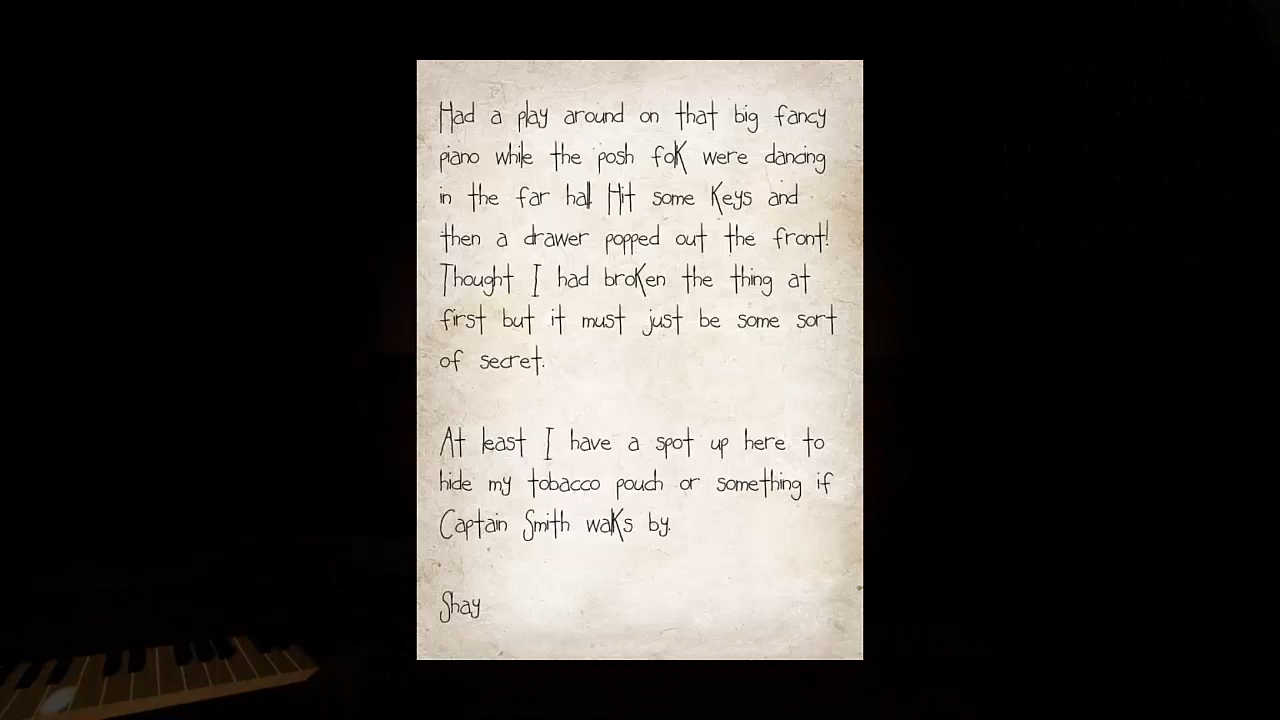 Had a play around on that big fancy
piano while the posh folk were dancing
in the far hall Hit some Keys and
then a drawer popped out the front!
Thought I had broken the thing at
first but it must just be some sort
of secret.
At least I have a spot up here to
hide my tobacco pouch or something if
Captain Smith walks by.
Shay